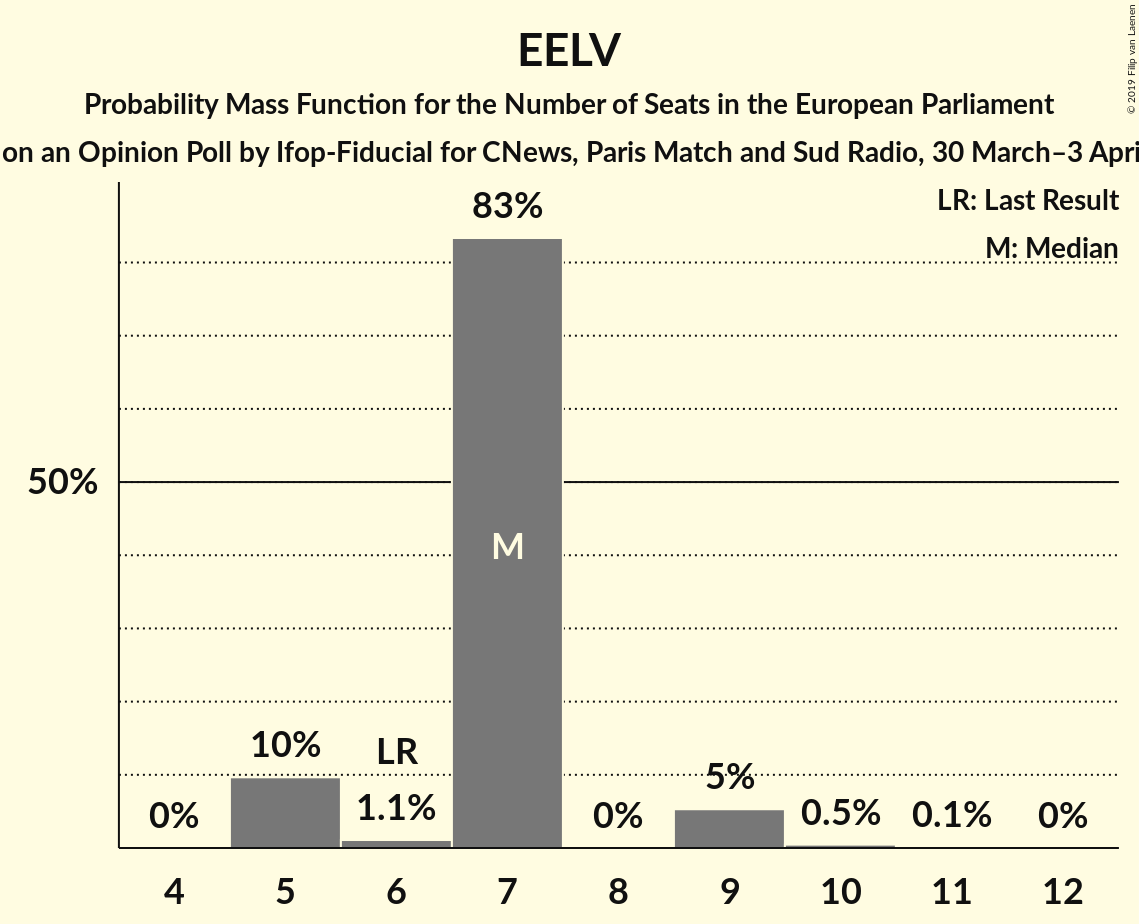 EELV
Probability Mass Function for the Number of Seats in the European Parliament
on an Opinion Poll by Ifop-Fiducial for CNews, Paris Match and Sud Radio, 30 March–3 Apri
© 2019 Filip van Laenen
LR: Last Result
M: Median
83%
50%
M
10%
LR
5%
0%
1.1%
0%
0.5%
0.1%
0%
4 5 6 7 8 9 10 11 12